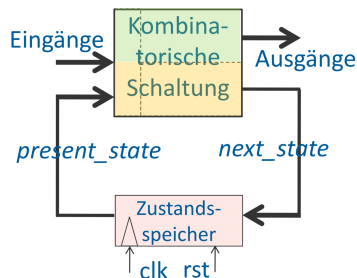 Kombina-
torische
Schaltung
Eingänge
Ausgänge
present_state
next_state
Zustands-
speicher
clk rst